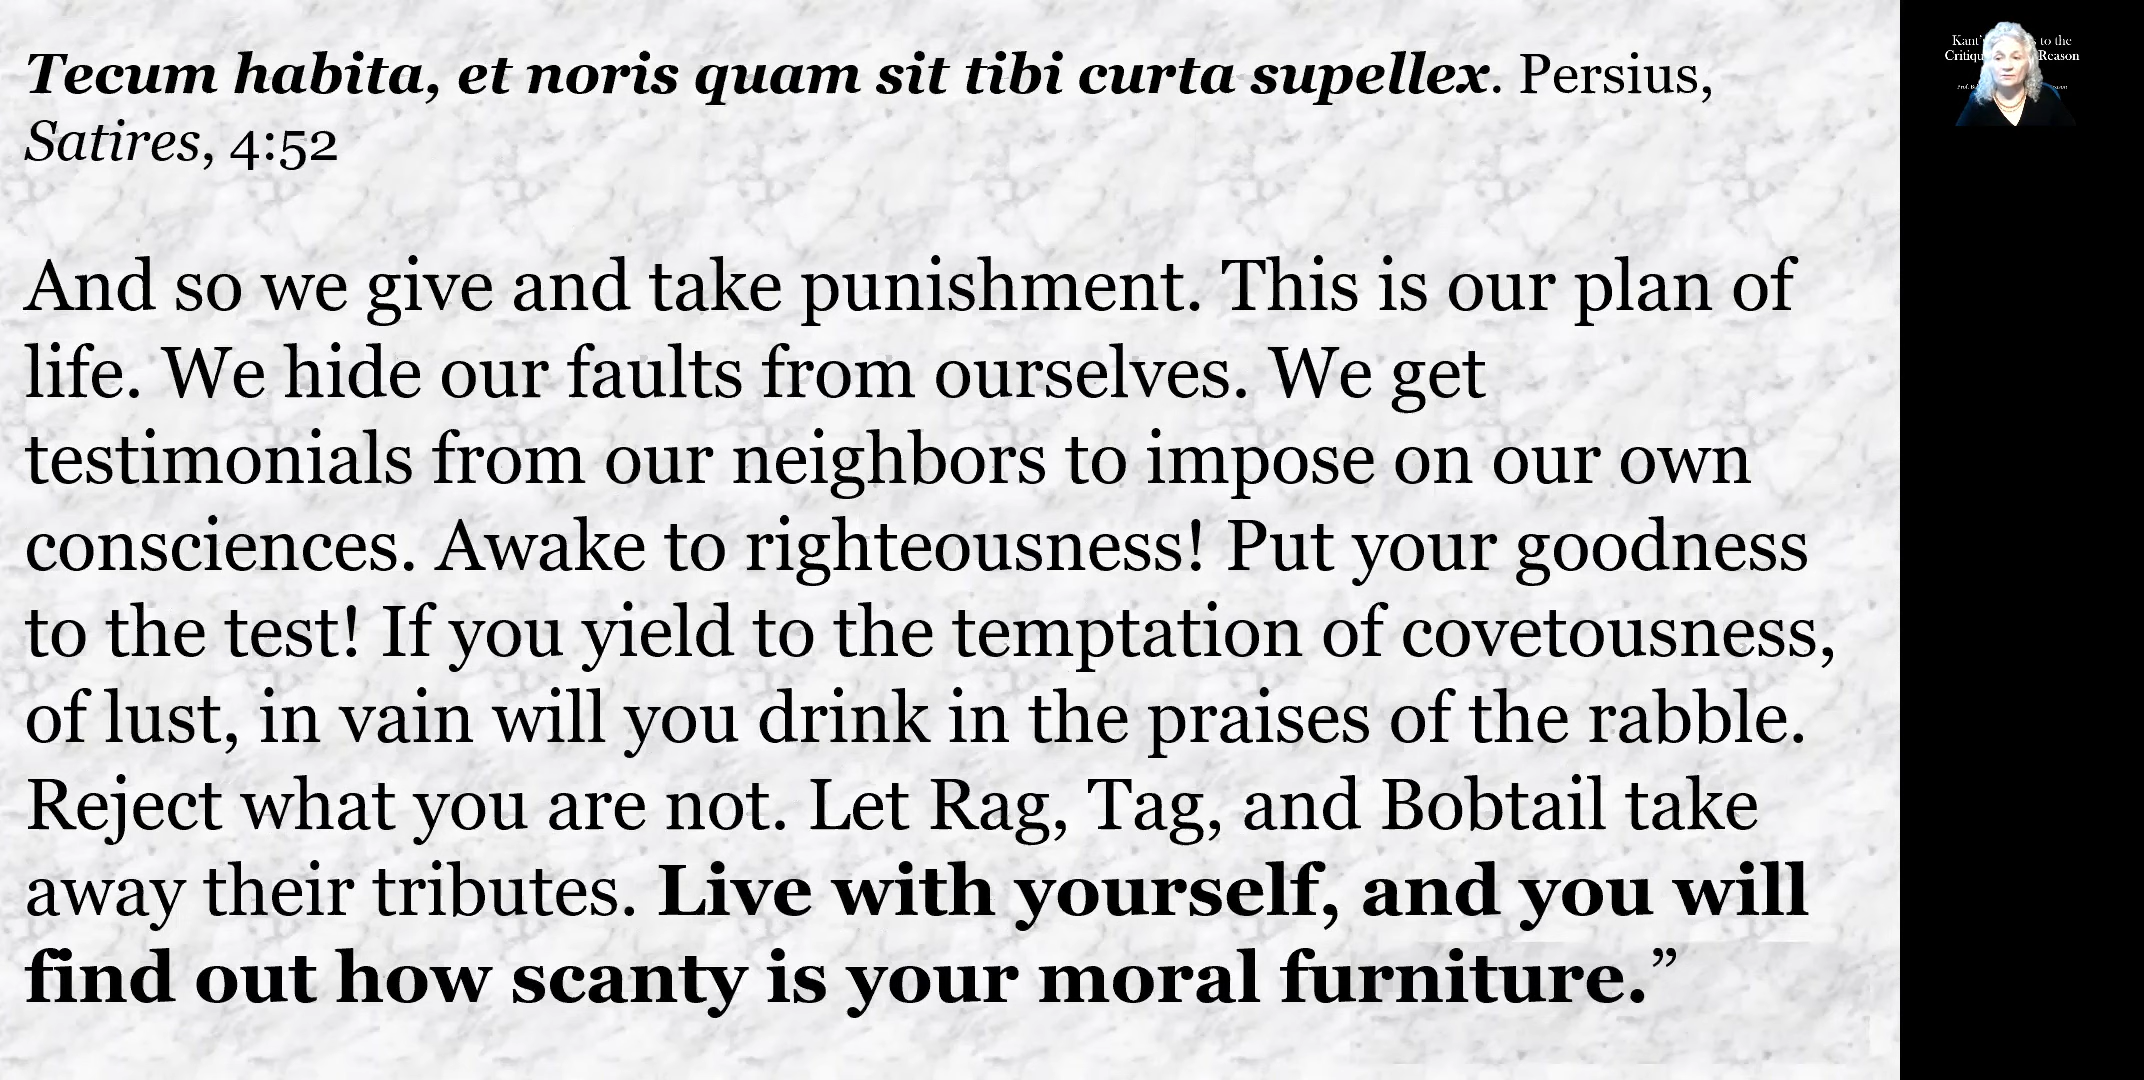 Tecum habita, et noris quam sit tibi curta supellex. Persius,
Satires, 4:52
And so we give and take punishment. This is our plan of
life. We hide our faults from ourselves. We get
testimonials from our neighbors to impose on our own
consciences. Awake to righteousness! Put your goodness
to the test! If you yield to the temptation of covetousness,
of lust, in vain will you drink in the praises of the rabble.
Reject what you are not. Let Rag, Tag, and Bobtail take
away their tributes. Live with yourself, and you will
find out how scanty is your moral furniture.”
to the
Reason